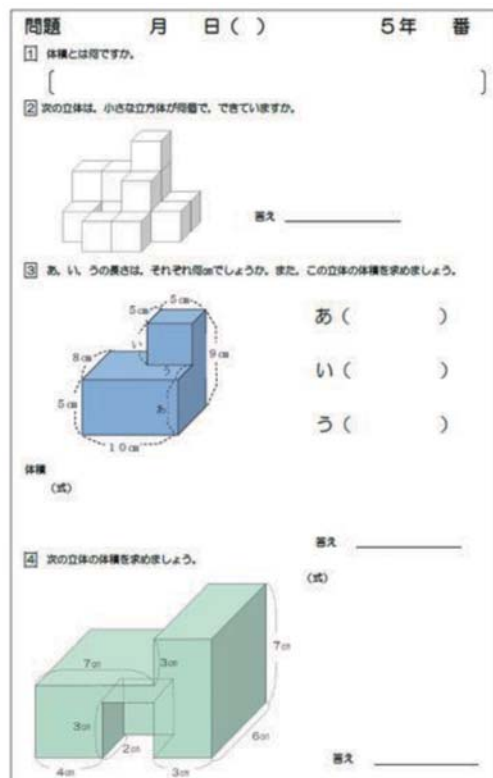 問題 月 日( ) 5年 番
1 体積とは何ですか。
2 次の立体は、小さな立方体が何個で、できていますか。
答え
3 あ、い、うの長さは、それぞれ何㎝でしょうか。また、この立体の体積を求めましょう。
5㎝
5㎝
い
8㎝
う
9㎝
5㎝
あ
10㎝
あ( )
い( )
う( )
体積
(式)
答え
4 次の立体の体積を求めましょう。
(式)
7㎝
3㎝
7㎝
3㎝
2㎝
6㎝
4㎝
3㎝
答え